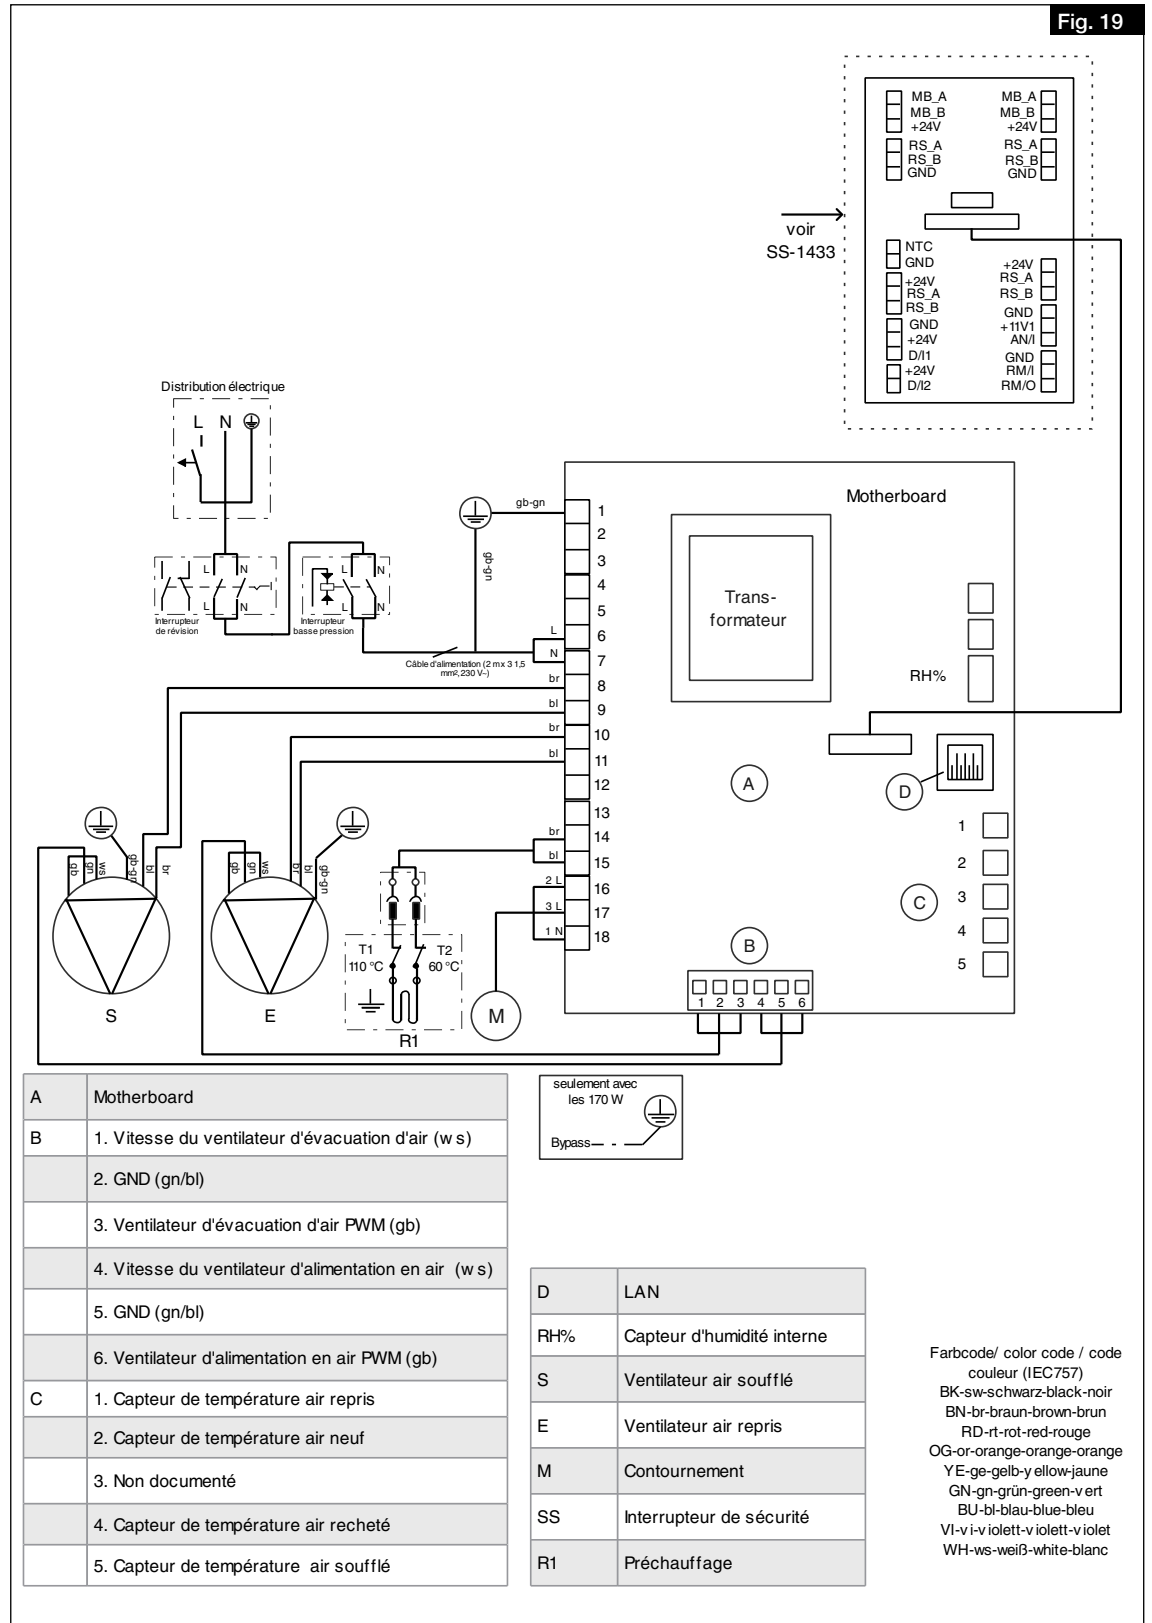 Fig. 19
MB_A
MB_B
+24V
RS_A
RS_B
GND
MB_A
MB_B
+24V
RS_A
RS_B
GND
voir
SS-1433
NTC
GND
+24V
RS_A
RS_B
GND
+24V
D/I1
+24V
D/I2
+24V
RS_A
RS_B
GND
+11V1
AN/I
GND
RM/I
RM/O
Distribution électrique
L N
L N
L N
Interrupteur
de révision
L N
L N
Interrupteur
basse pression
gb-gn
gb-gn
L
N
Câble d'alimentation (2 m x 3 1,5
mm², 230 V~)
br
bl
br
bl
br
bl
2 L
3 L
1 N
1
2
3
4
5
6
7
8
9
10
11
12
13
14
15
16
17
18
Motherboard
Trans-
formateur
RH%
A
D
C
1
2
3
4
5
B
1 2 3 4 5 6
gb
gn
ws
gb-gn
bl
br
S
gb
gn
ws
br
bl
gb-gn
E
T1
110 °C
T2
60 °C
R1
M
seulement avec
les 170 W
Bypass
A Motherboard
B 1. Vitesse du ventilateur d'évacuation d'air (ws)
2. GND (gn/bl)
3. Ventilateur d'évacuation d'air PWM (gb)
4. Vitesse du ventilateur d'alimentation en air (ws)
5. GND (gn/bl)
6. Ventilateur d'alimentation en air PWM (gb)
C 1. Capteur de température air repris
2. Capteur de température air neuf
3. Non documenté
4. Capteur de température air recheté
5. Capteur de température air soufflé
D LAN
RH% Capteur d'humidité interne
S Ventilateur air soufflé
E Ventilateur air repris
M Contournement
SS Interrupteur de sécurité
R1 Préchauffage
Farbcode/ color code / code
couleur (IEC757)
BK-sw-schwarz-black-noir
BN-br-braun-brown-brun
RD-rt-rot-red-rouge
OG-or-orange-orange-orange
YE-ge-gelb-yellow-jaune
GN-gn-grün-green-vert
BU-bl-blau-blue-bleu
VI-vi-violett-violett-violet
WH-ws-weiß-white-blanc